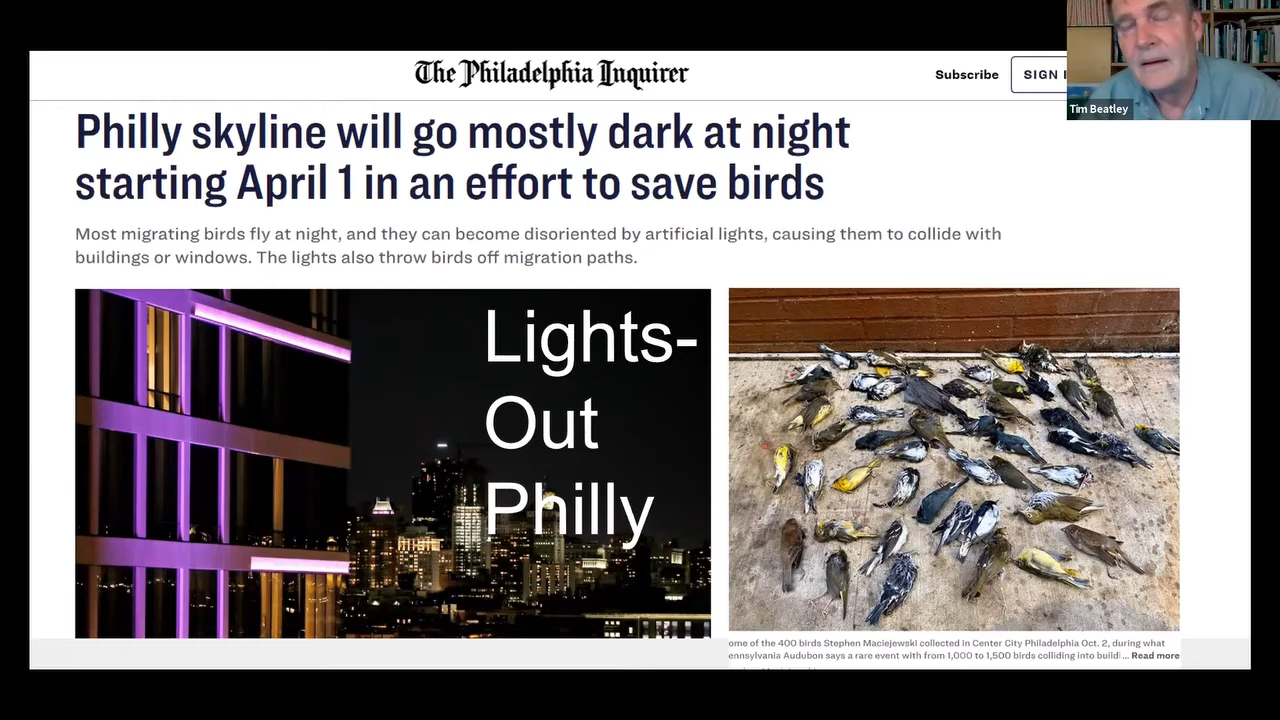 The Philadelphia Inquirer
Subscribe
SIGN
Tim Beatley
Philly skyline will go mostly dark at night
starting April 1 in an effort to save birds
Most migrating birds fly at night, and they can become disoriented by artificial lights, causing them to collide with
buildings or windows. The lights also throw birds off migration paths.
Lights-
Out
Philly
ome of the 400 birds Stephen Maciejewski collected in Center City Philadelphia Oct. 2, during what
ennsylvania Audubon says a rare event with from 1,000 to 1,500 birds colliding into build... Read more